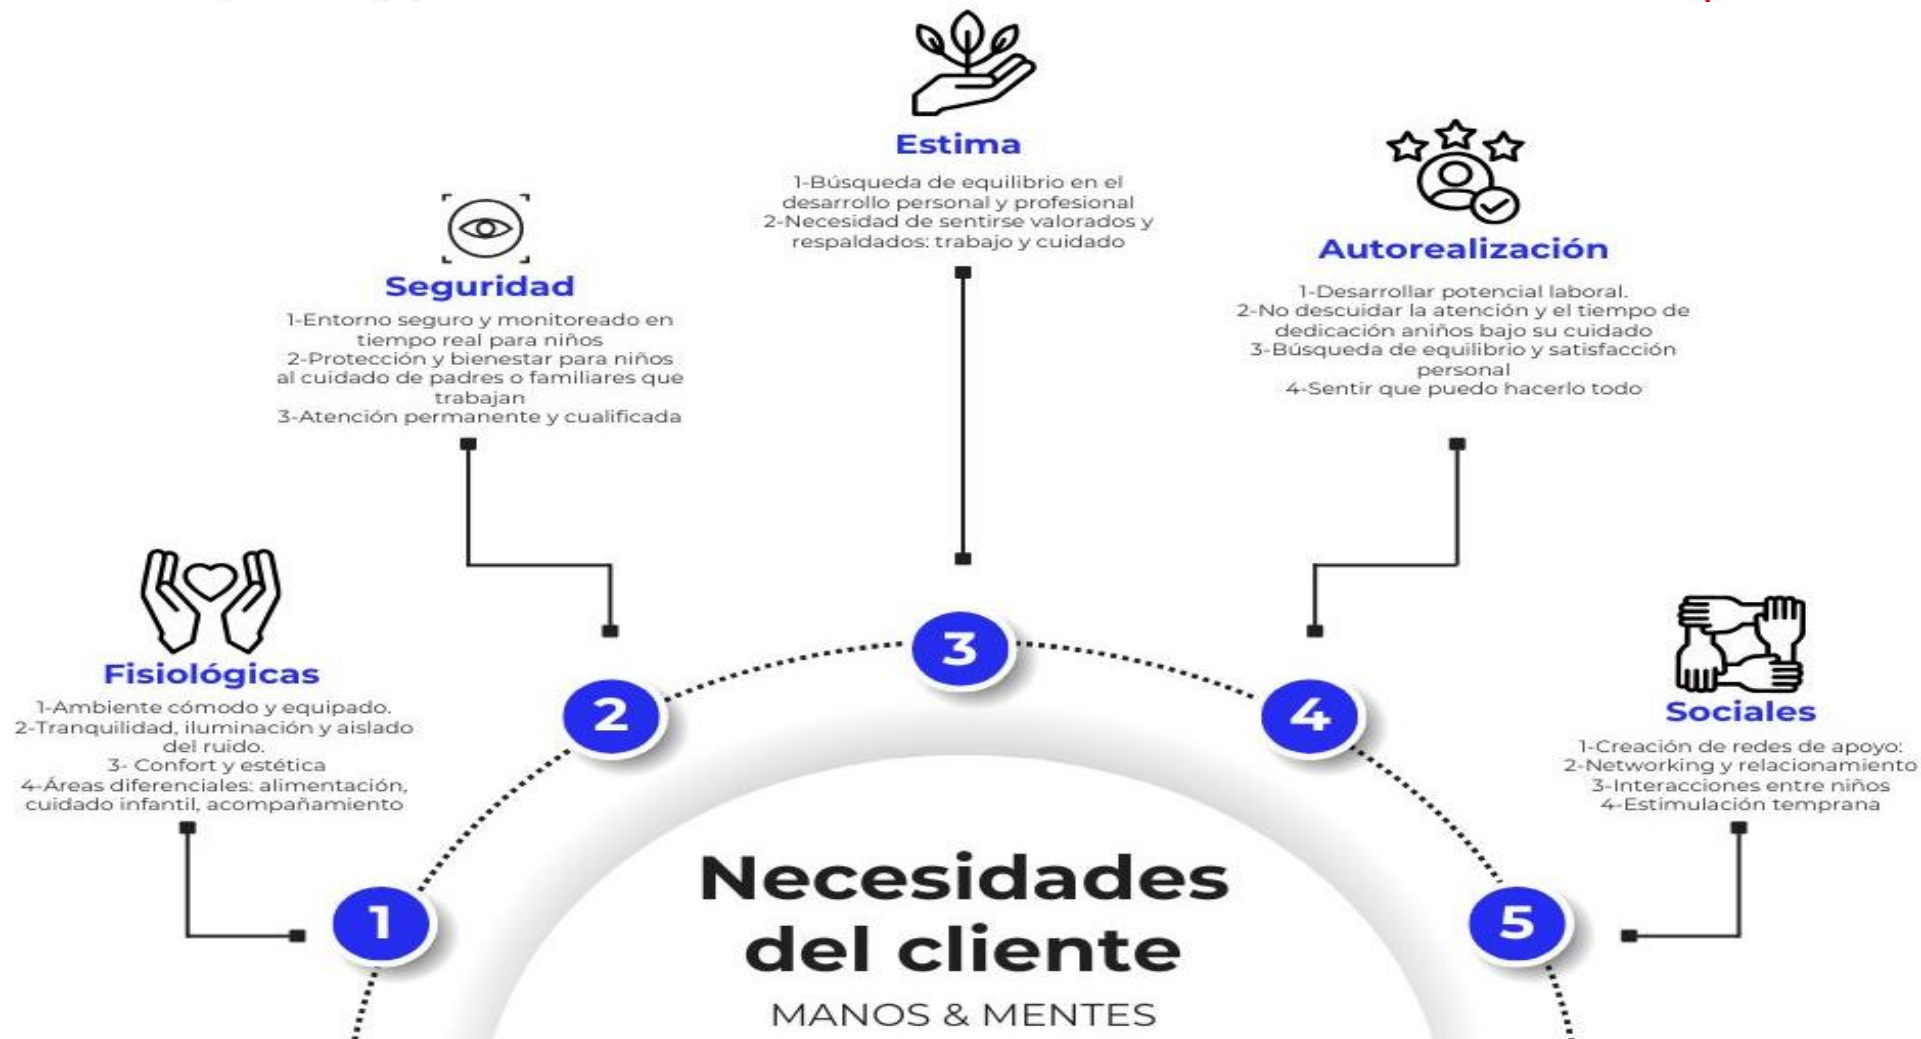 Estima
1-Búsqueda de equilibrio en el
desarrollo personal y profesional
2-Necesidad de sentirse valorados y
respaldados: trabajo y cuidado
Autorealización
1-Desarrollar potencial laboral.
2-No descuidar la atención y el tiempo de
dedicación aniños bajo su cuidado
3-Búsqueda de equilibrio y satisfacción
personal
4-Sentir que puedo hacerlo todo
Seguridad
1-Entorno seguro y monitoreado en
tiempo real para niños
2-Protección y bienestar para niños
al cuidado de padres o familiares que
trabajan
3-Atención permanente y cualificada
Fisiológicas
1-Ambiente cómodo y equipado.
2-Tranquilidad, iluminación y aislado
del ruido.
3- Confort y estética
4-Áreas diferenciales: alimentación,
cuidado infantil, acompañamiento
Sociales
1-Creación de redes de apoyo:
2-Networking y relacionamiento
3-Interacciones entre niños
4-Estimulación temprana
1
2
3
4
5
Necesidades
del cliente
MANOS & MENTES